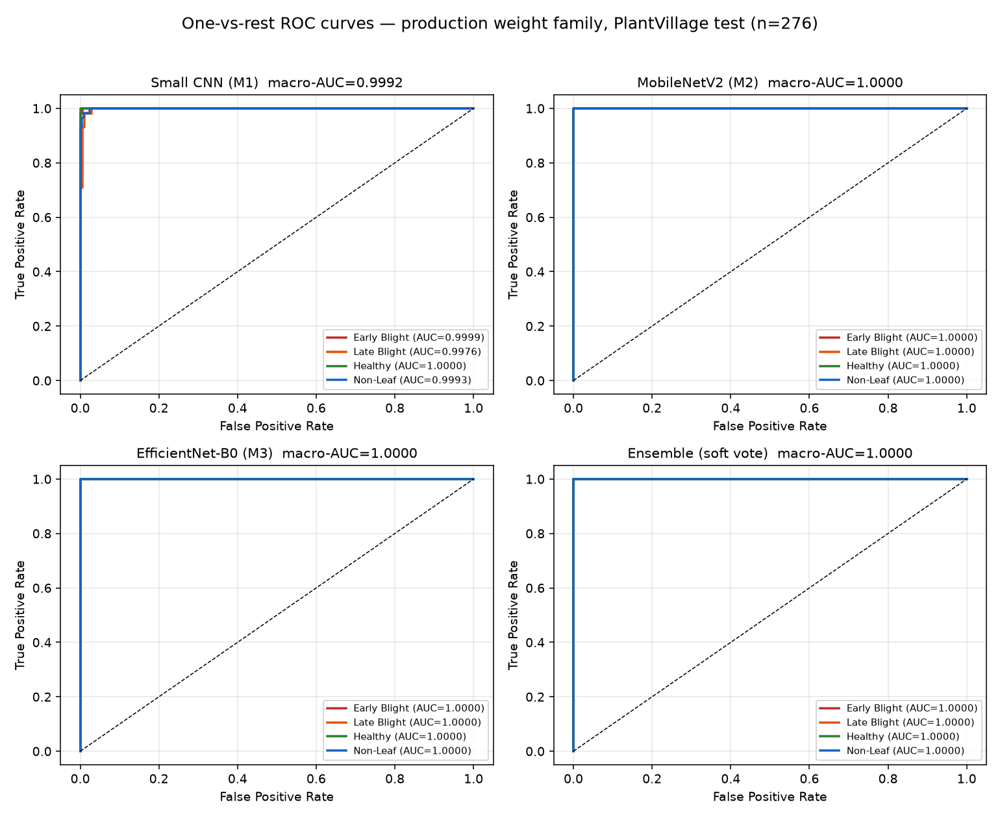 One-vs-rest ROC curves — production weight family, PlantVillage test (n=276)
Small CNN (M1)  macro-AUC=0.9992
1.0
0.8
0.6
0.4
0.2
0.0
True Positive Rate
Early Blight (AUC=0.9999)
Late Blight (AUC=0.9976)
Healthy (AUC=1.0000)
Non-Leaf (AUC=0.9993)
0.0 0.2 0.4 0.6 0.8 1.0
False Positive Rate
MobileNetV2 (M2)  macro-AUC=1.0000
1.0
0.8
0.6
0.4
0.2
0.0
True Positive Rate
Early Blight (AUC=1.0000)
Late Blight (AUC=1.0000)
Healthy (AUC=1.0000)
Non-Leaf (AUC=1.0000)
0.0 0.2 0.4 0.6 0.8 1.0
False Positive Rate
EfficientNet-B0 (M3)  macro-AUC=1.0000
1.0
0.8
0.6
0.4
0.2
0.0
True Positive Rate
Early Blight (AUC=1.0000)
Late Blight (AUC=1.0000)
Healthy (AUC=1.0000)
Non-Leaf (AUC=1.0000)
0.0 0.2 0.4 0.6 0.8 1.0
False Positive Rate
Ensemble (soft vote)  macro-AUC=1.0000
1.0
0.8
0.6
0.4
0.2
0.0
True Positive Rate
Early Blight (AUC=1.0000)
Late Blight (AUC=1.0000)
Healthy (AUC=1.0000)
Non-Leaf (AUC=1.0000)
0.0 0.2 0.4 0.6 0.8 1.0
False Positive Rate